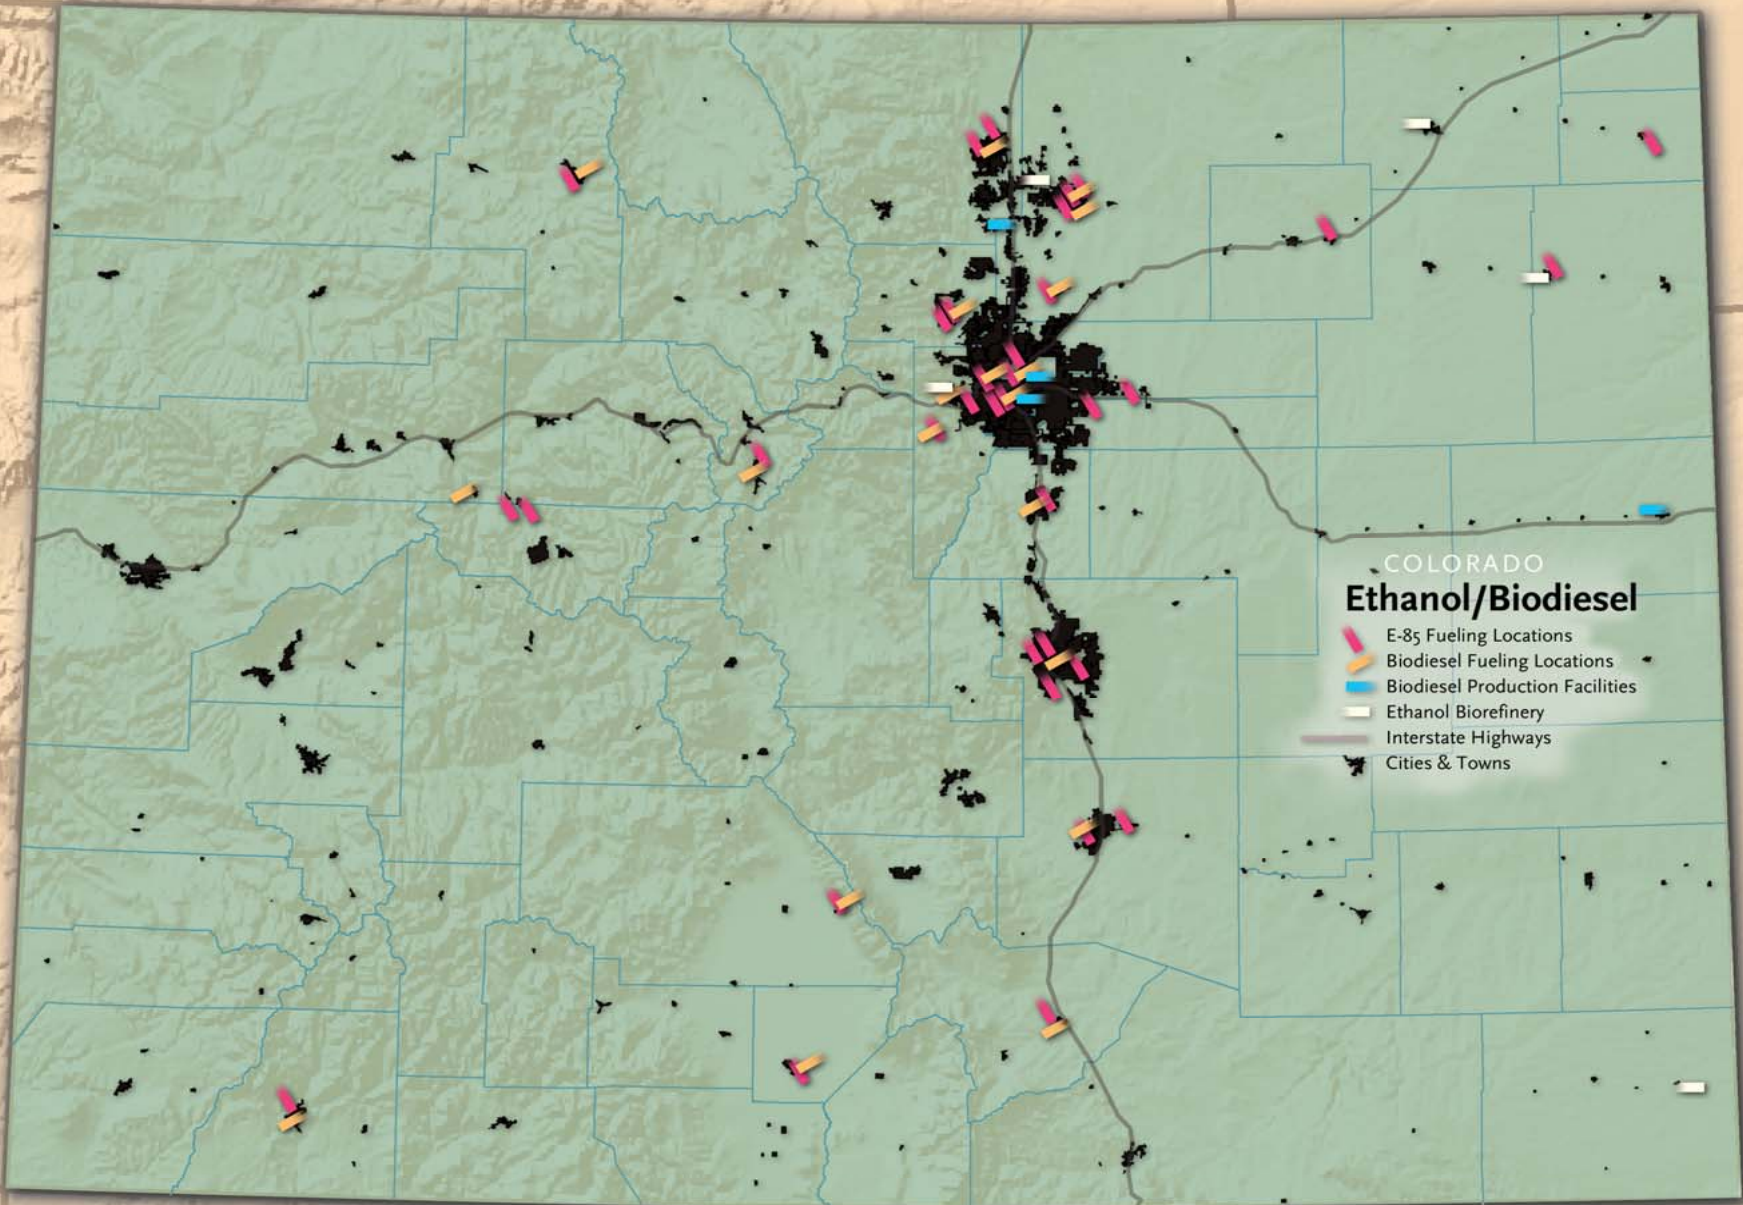 COLORADO
Ethanol/Biodiesel
E-85 Fueling Locations
Biodiesel Fueling Locations
Biodiesel Production Facilities
Ethanol Biorefinery
Interstate Highways
Cities & Towns